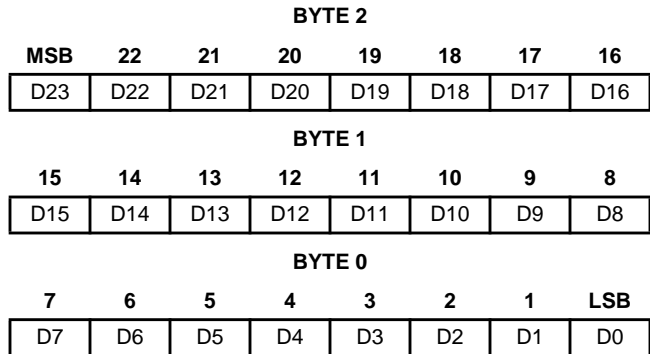 BYTE 2
MSB 22 21 20 19 18 17 16
D23 D22 D21 D20 D19 D18 D17 D16
BYTE 1
15 14 13 12 11 10 9 8
D15 D14 D13 D12 D11 D10 D9 D8
BYTE 0
7 6 5 4 3 2 1 LSB
D7 D6 D5 D4 D3 D2 D1 D0